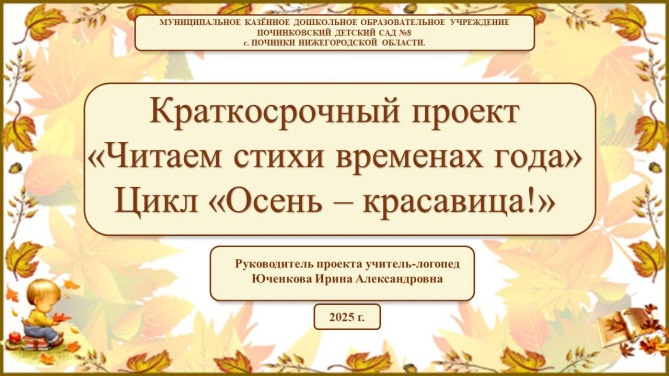 МУНИЦИПАЛЬНОЕ КАЗЁННОЕ ДОШКОЛЬНОЕ ОБРАЗОВАТЕЛЬНОЕ УЧРЕЖДЕНИЕ
ПОЧИНКОВСКИЙ ДЕТСКИЙ САД №8
с. ПОЧИНКИ НИЖЕГОРОДСКОЙ ОБЛАСТИ.
Краткосрочный проект
«Читаем стихи временах года»
Цикл «Осень – красавица!»
Руководитель проекта учитель-логопед
Юченкова Ирина Александровна
2025 г.